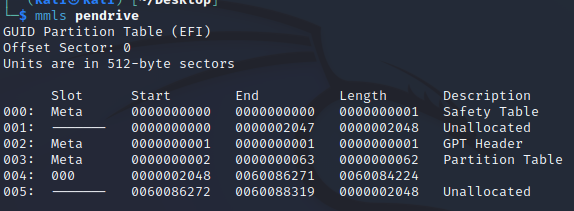 (kali㉿kali)-[~/Desktop]
└─$ mmls pendrive
GUID Partition Table (EFI)
Offset Sector: 0
Units are in 512-byte sectors
Slot Start End Length Description
000: Meta 0000000000 0000000000 0000000001 Safety Table
001: ------- 0000000000 0000002047 0000002048 Unallocated
002: Meta 0000000001 0000000001 0000000001 GPT Header
003: Meta 0000000002 0000000063 0000000062 Partition Table
004: 000 0000002048 0060086271 0060084224
005: ------- 0060086272 0060088319 0000002048 Unallocated